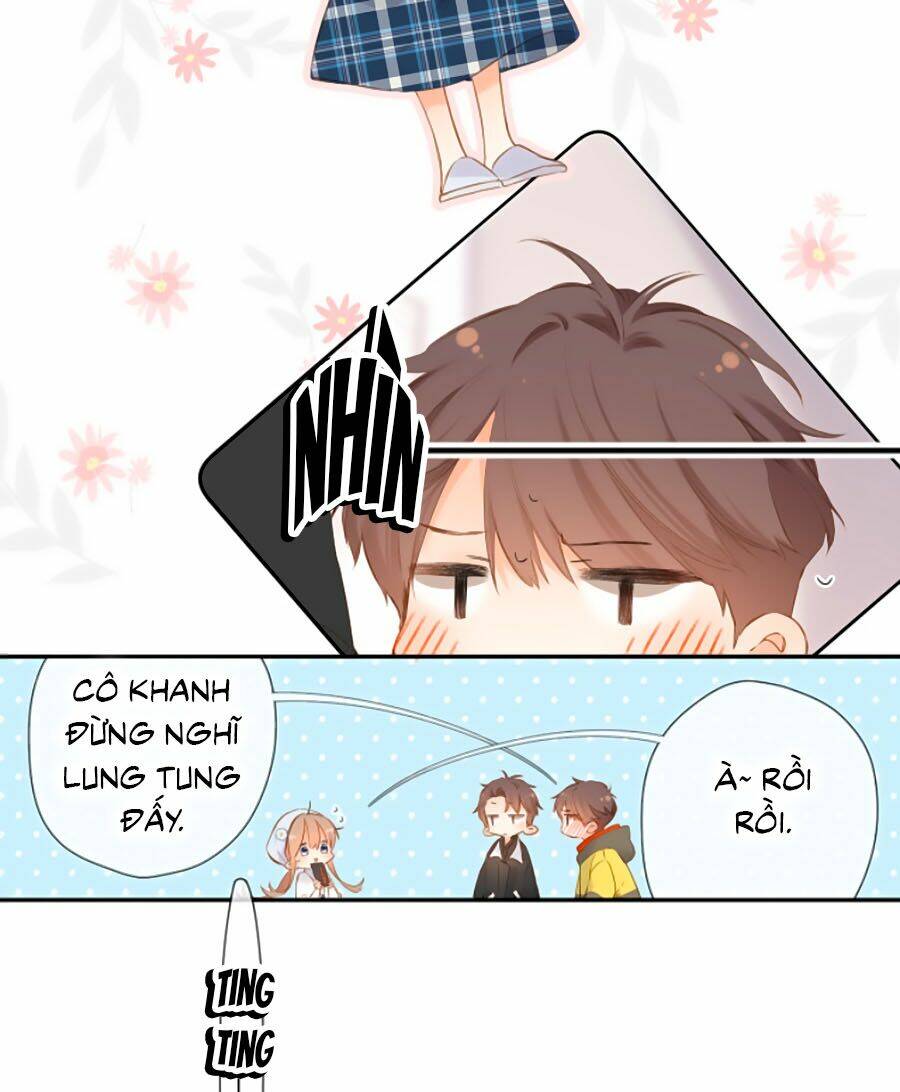 NHÌN
CÔ KHANH
ĐỪNG NGHĨ
LUNG TUNG
ĐẤY.
À~ RỒI
RỒI.
TING
TING